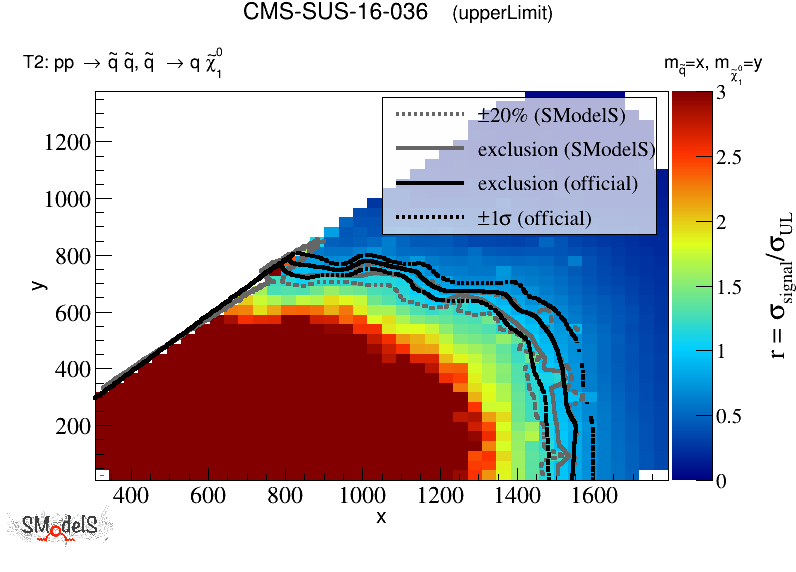 CMS-SUS-16-036 (upperLimit)
T2: pp → q̃ q̃, q̃ → q χ̃₁⁰
m_q̃=x, m_χ̃₁⁰=y
±20% (SModelS)
exclusion (SModelS)
exclusion (official)
±1σ (official)
1200
1000
800
600
400
200
y
400 600 800 1000 1200 1400 1600
x
3
2.5
2
1.5
1
0.5
0
r = σ_signal/σ_UL
SModelS